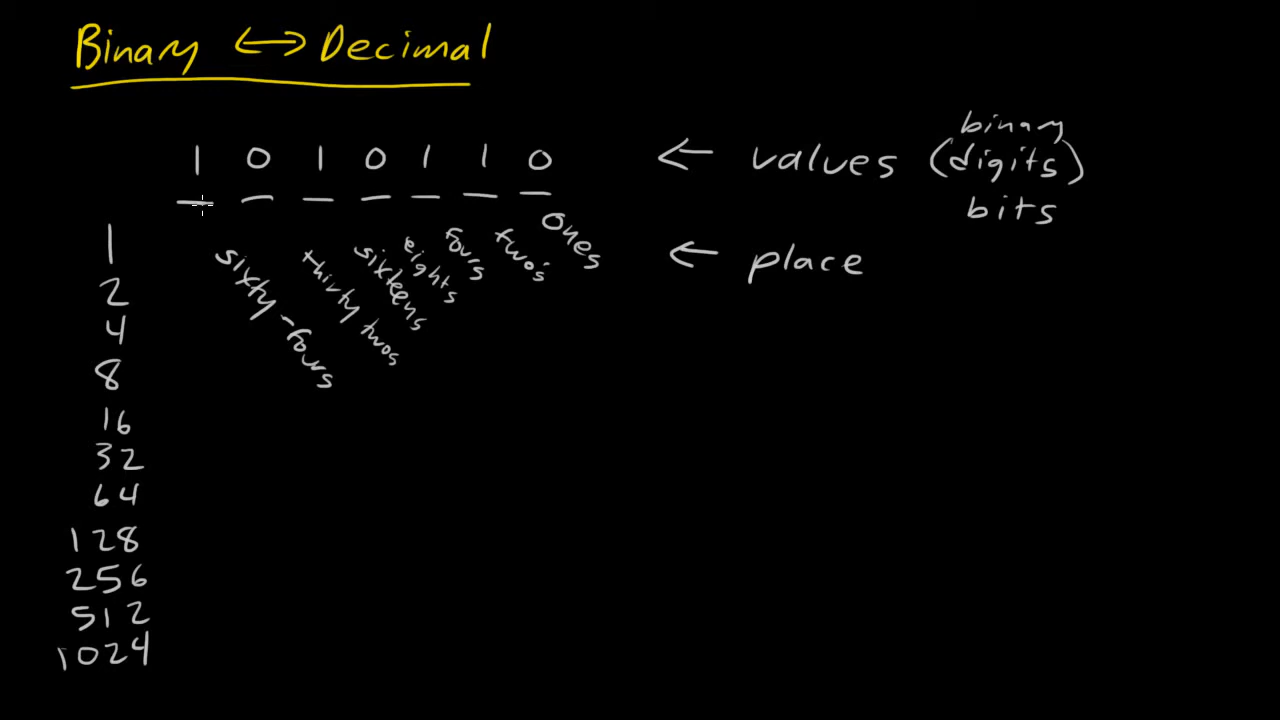 Binary ↔ Decimal
binary
1 0 1 0 1 1 0 ← values (digits)
bits
sixty-fours thirty twos sixteens eights fours two's ones ← place
1
2
4
8
16
32
64
128
256
512
1024